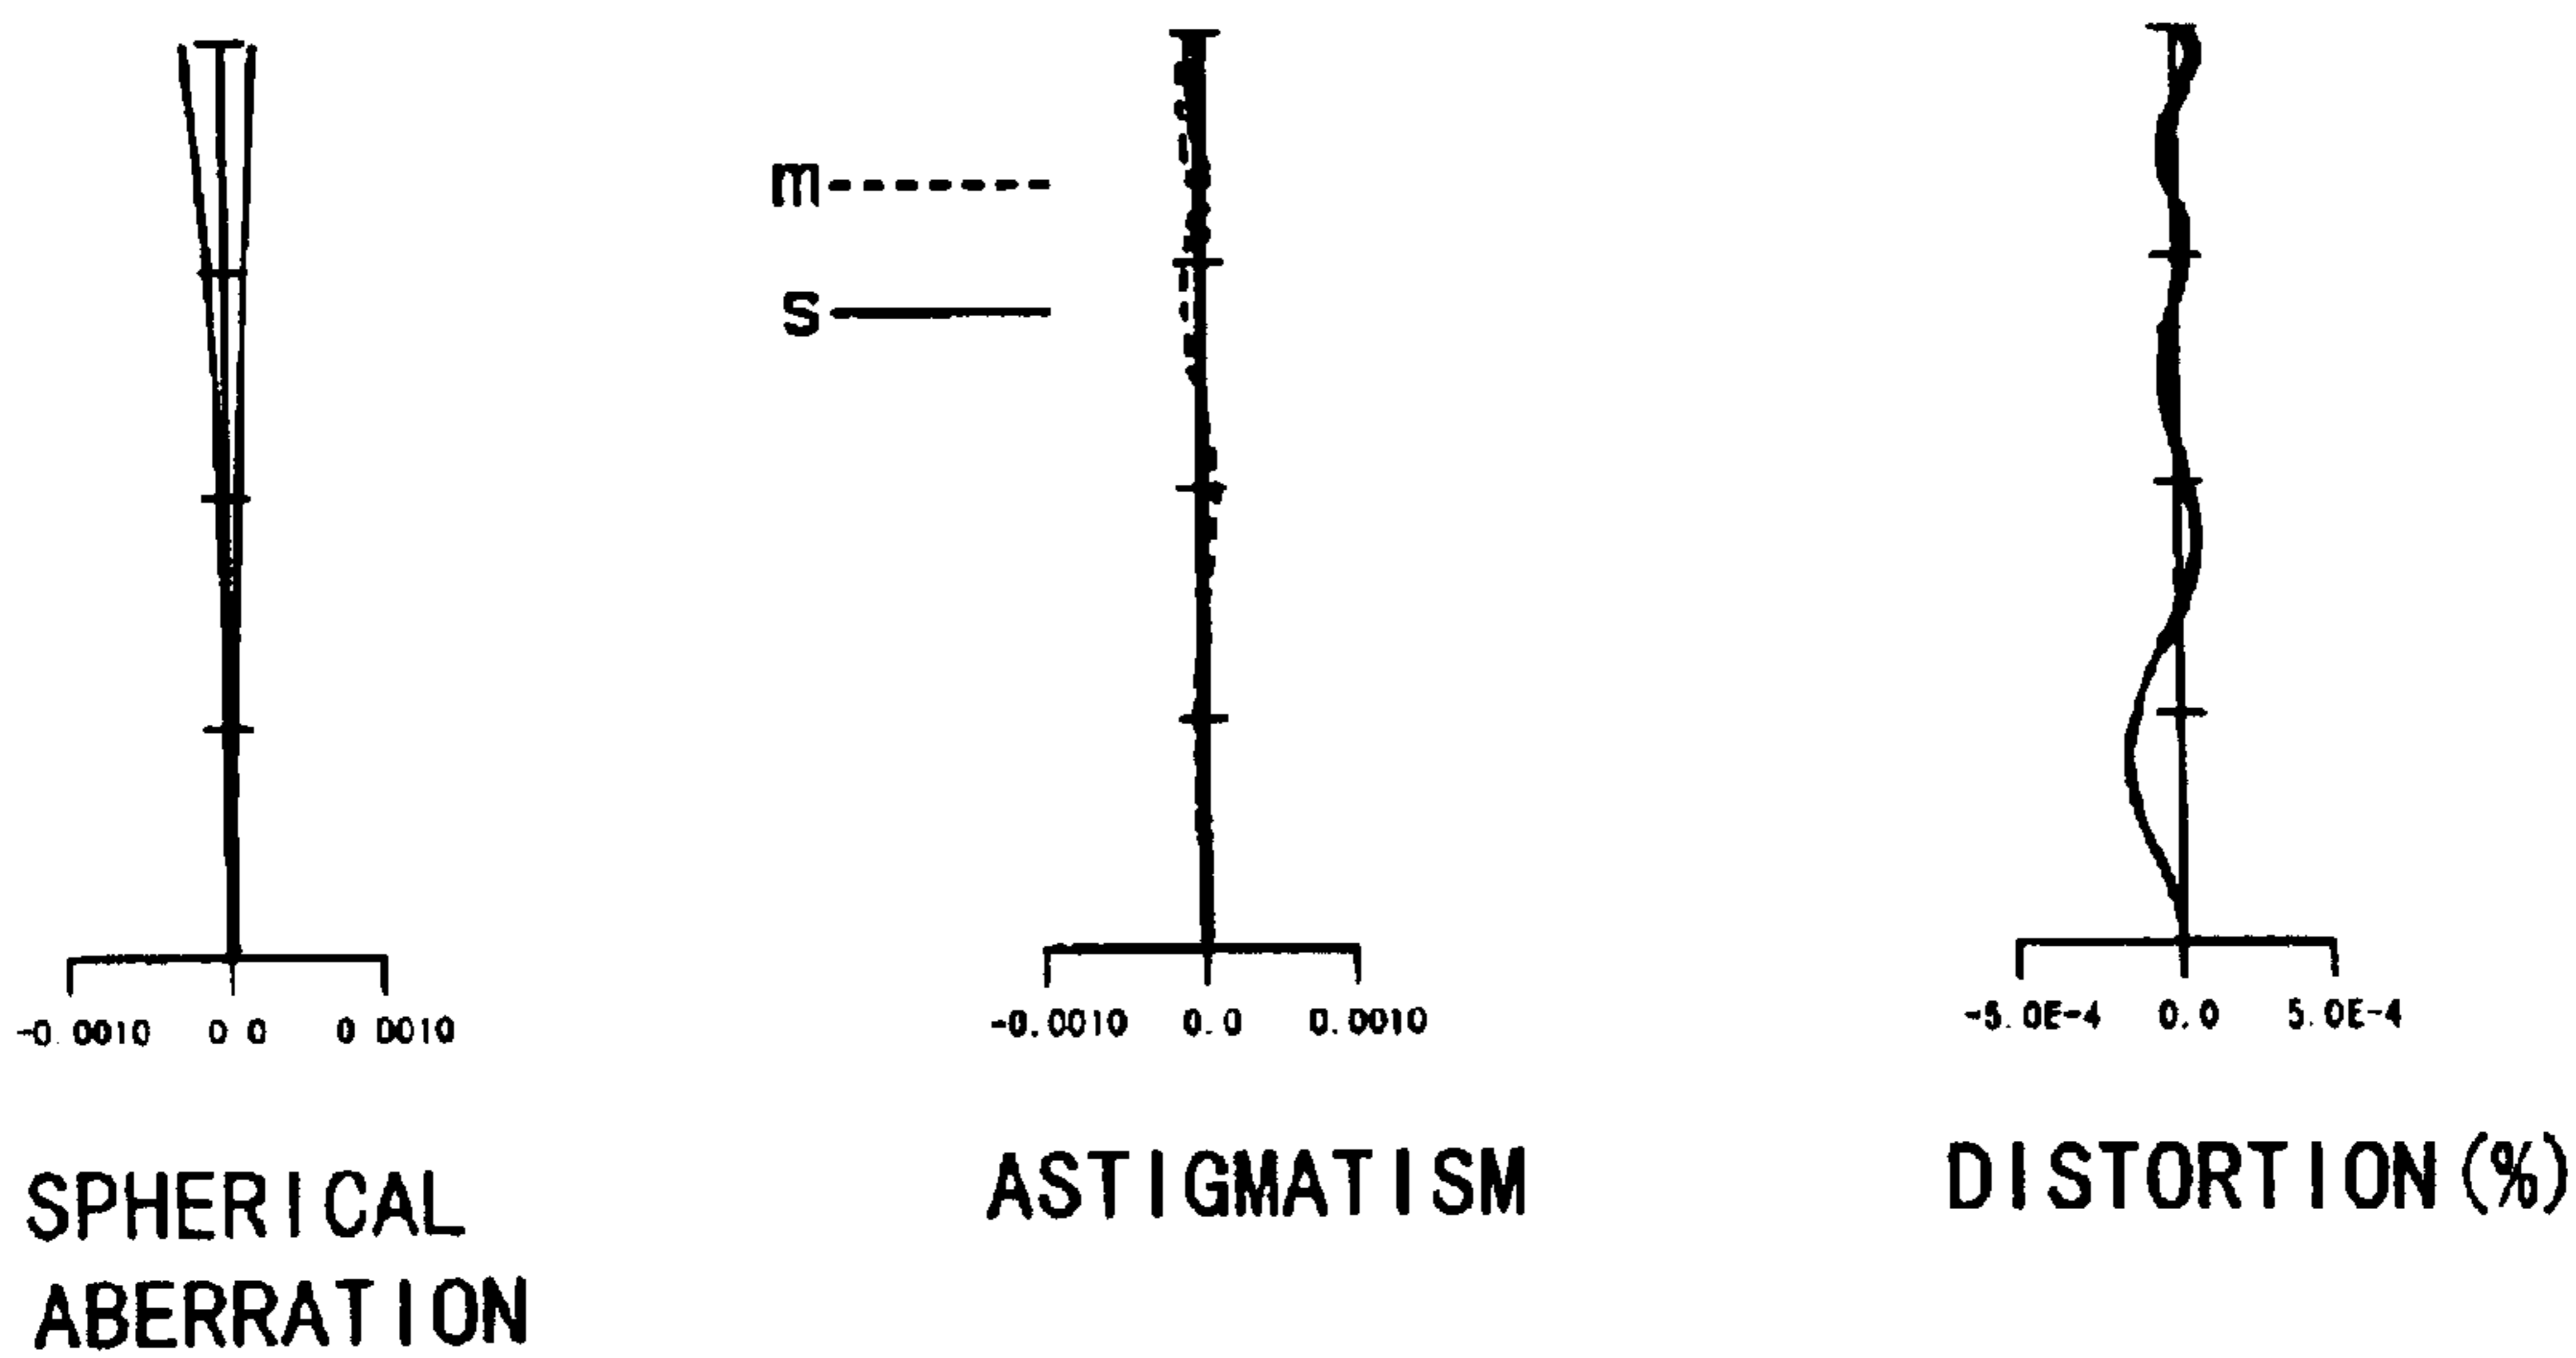 m
s
-0.0010 0 0 0 0010
-0.0010 0.0 0.0010
-5.0E-4 0.0 5.0E-4
SPHERICAL
ABERRATION
ASTIGMATISM
DISTORTION(%)